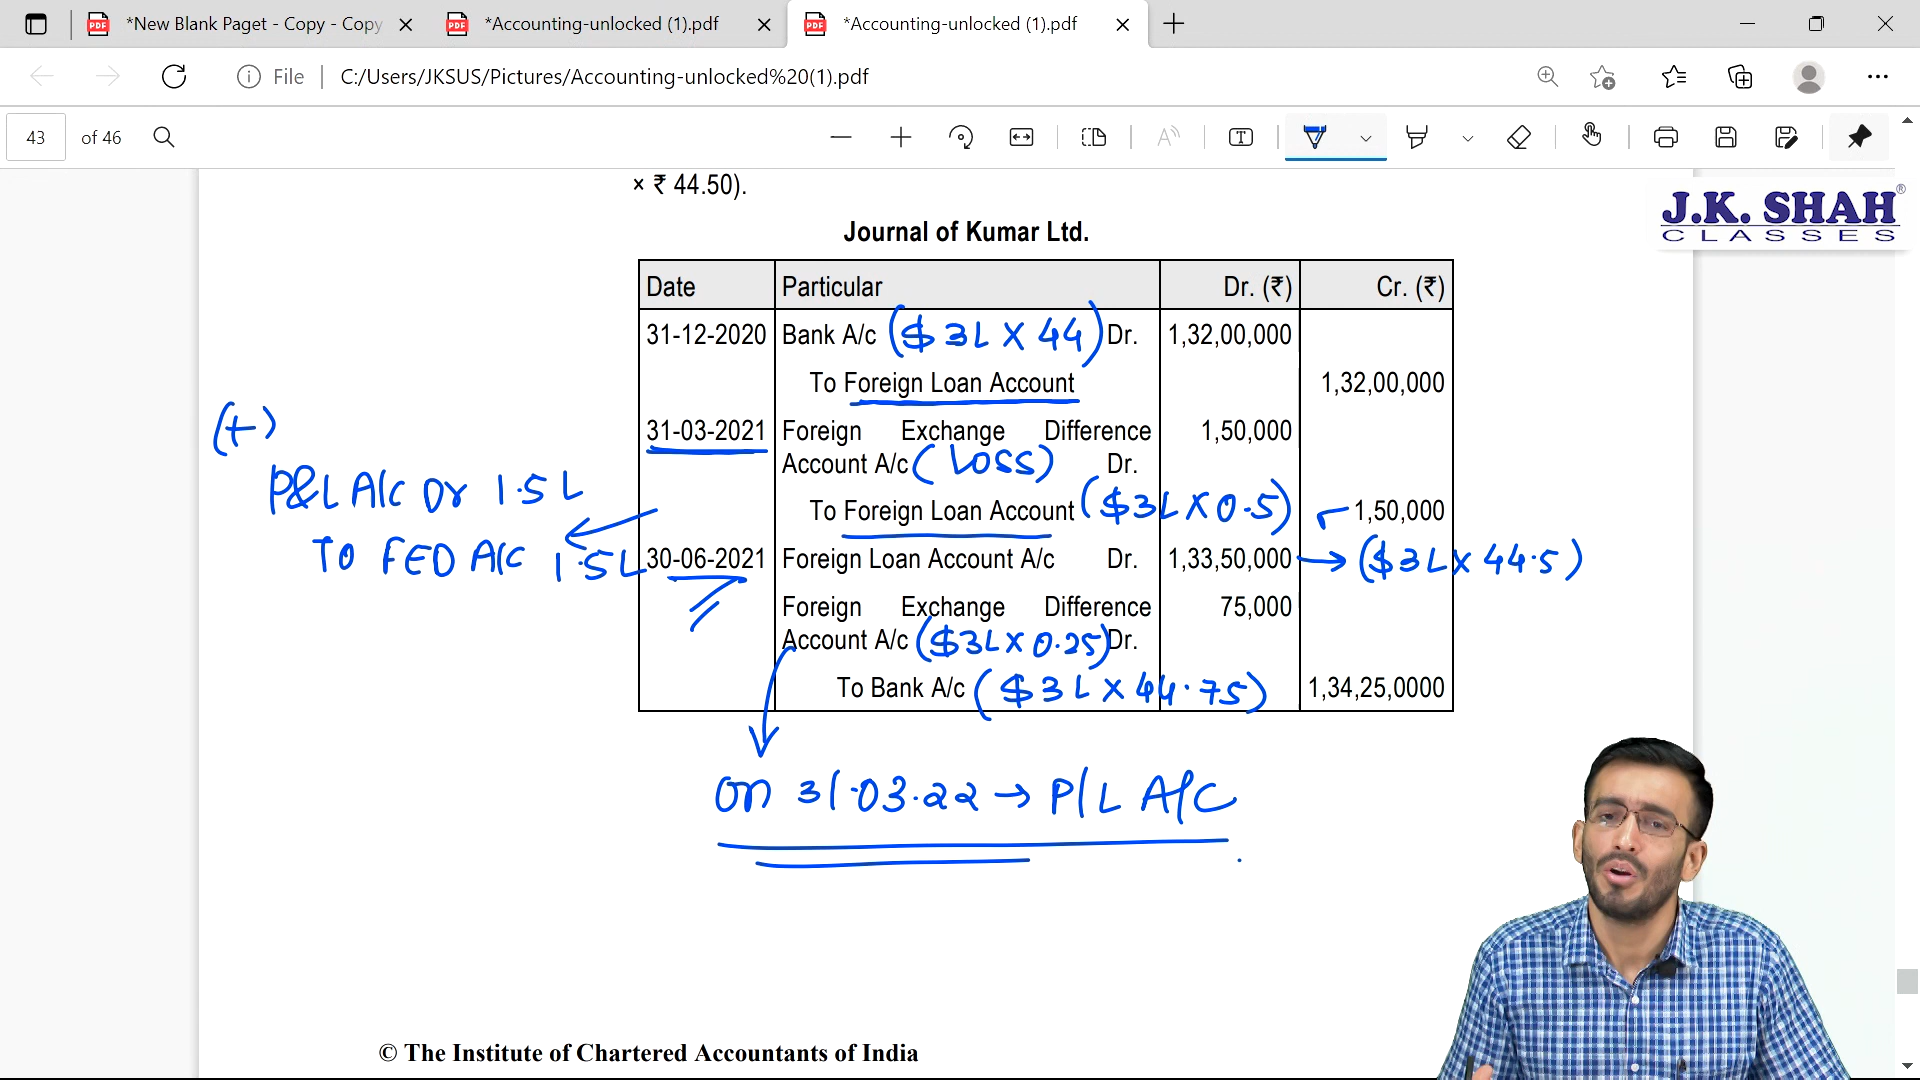 *New Blank Paget - Copy - Copy
*Accounting-unlocked (1).pdf
*Accounting-unlocked (1).pdf
File
C:/Users/JKSUS/Pictures/Accounting-unlocked%20(1).pdf
43 of 46
× ₹ 44.50).
J.K. SHAH®
CLASSES
Journal of Kumar Ltd.
Date Particular Dr. (₹) Cr. (₹)
31-12-2020 Bank A/c ($ 3L X 44) Dr. 1,32,00,000
To Foreign Loan Account 1,32,00,000
(+)
31-03-2021 Foreign Exchange Difference 1,50,000
Account A/c (Loss) Dr.
P&L A/c Dr 1.5 L
To Foreign Loan Account ($3L X 0.5) 1,50,000
To FED A/c 1.5L
30-06-2021 Foreign Loan Account A/c Dr. 1,33,50,000 → ($3L X 44.5)
Foreign Exchange Difference 75,000
Account A/c ($3L X 0.25) Dr.
To Bank A/c ($3L X 44.75) 1,34,25,0000
on 31.03.22 → P/L A/C
© The Institute of Chartered Accountants of India